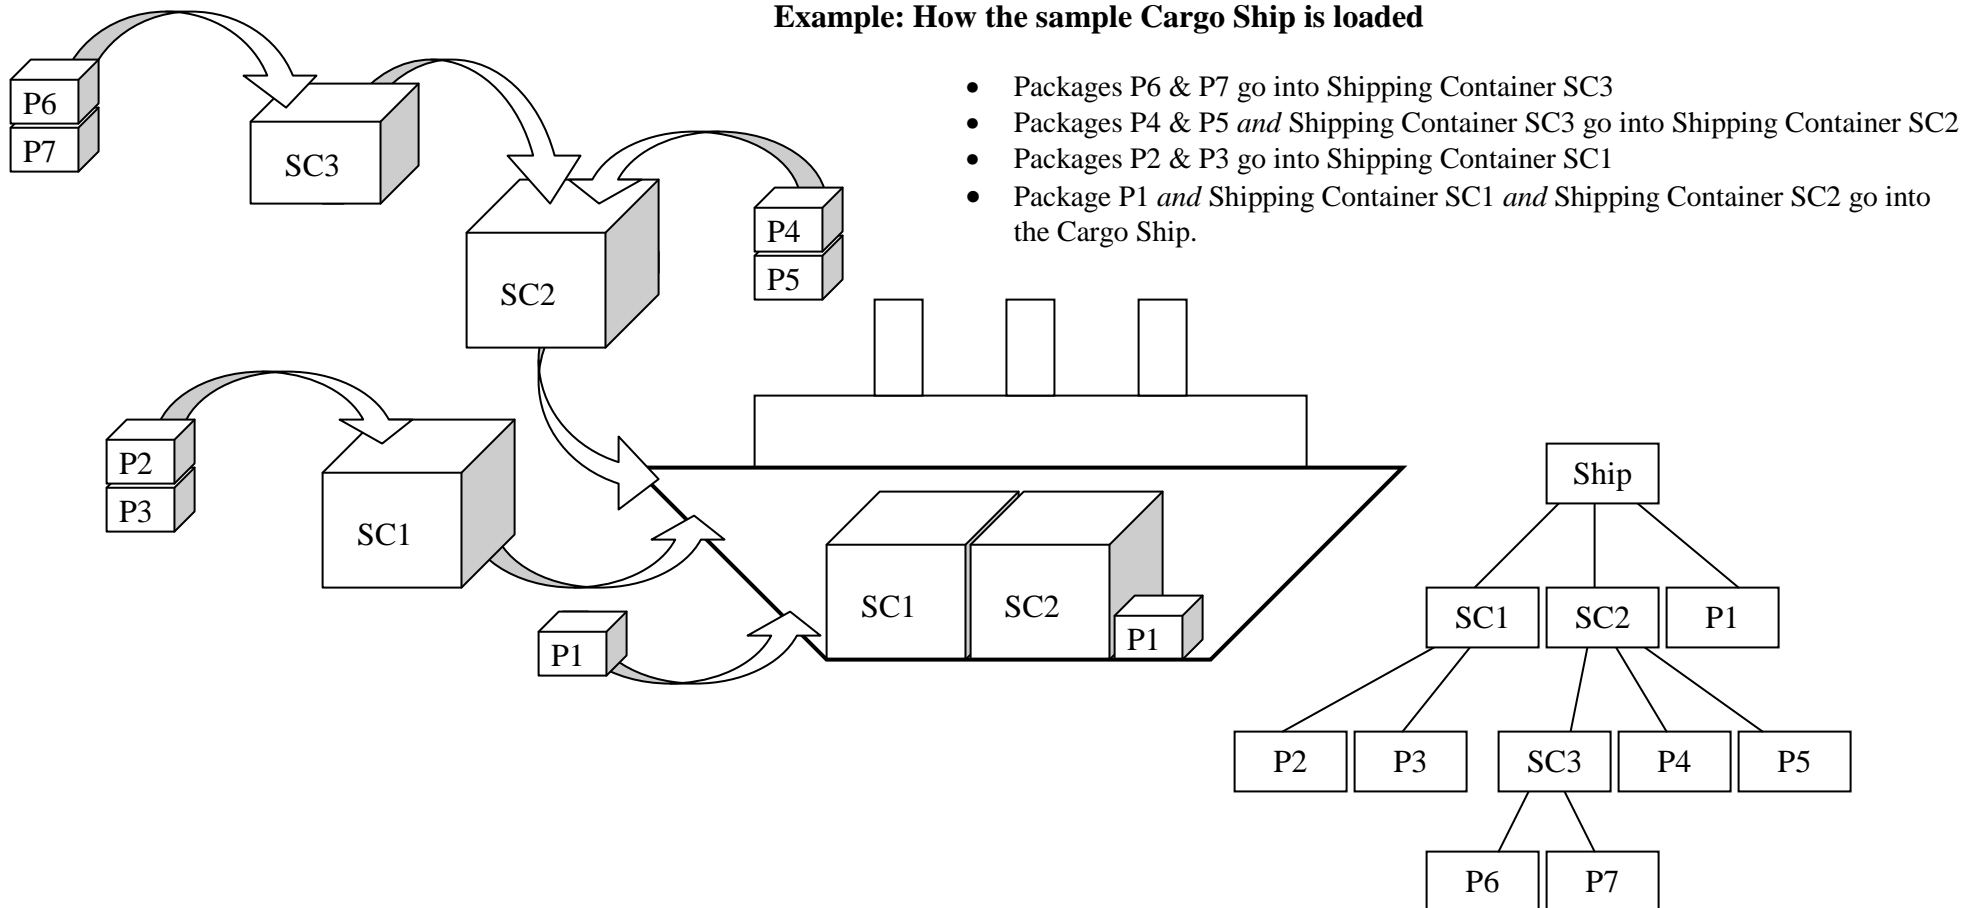 Example: How the sample Cargo Ship is loaded
• Packages P6 & P7 go into Shipping Container SC3
• Packages P4 & P5 and Shipping Container SC3 go into Shipping Container SC2
• Packages P2 & P3 go into Shipping Container SC1
• Package P1 and Shipping Container SC1 and Shipping Container SC2 go into
the Cargo Ship.
P6
P7
SC3
SC2
P4
P5
P2
P3
SC1
P1
SC1
SC2
P1
Ship
SC1
SC2
P1
P2
P3
SC3
P4
P5
P6
P7